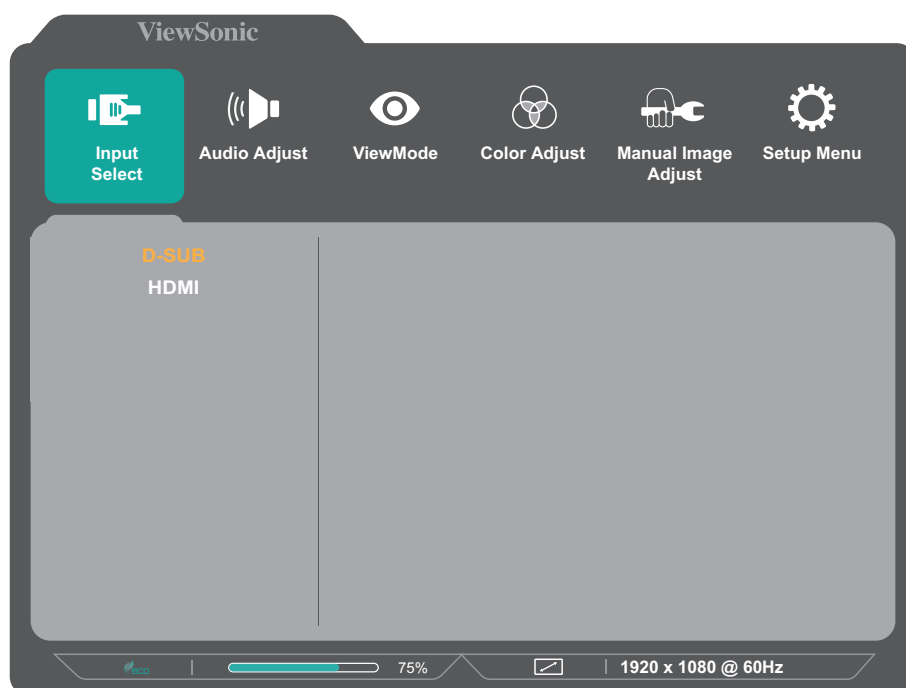 ViewSonic
Input
Select
Audio Adjust
ViewMode
Color Adjust
Manual Image
Adjust
Setup Menu
D-SUB
HDMI
eco
75%
1920 x 1080 @ 60Hz